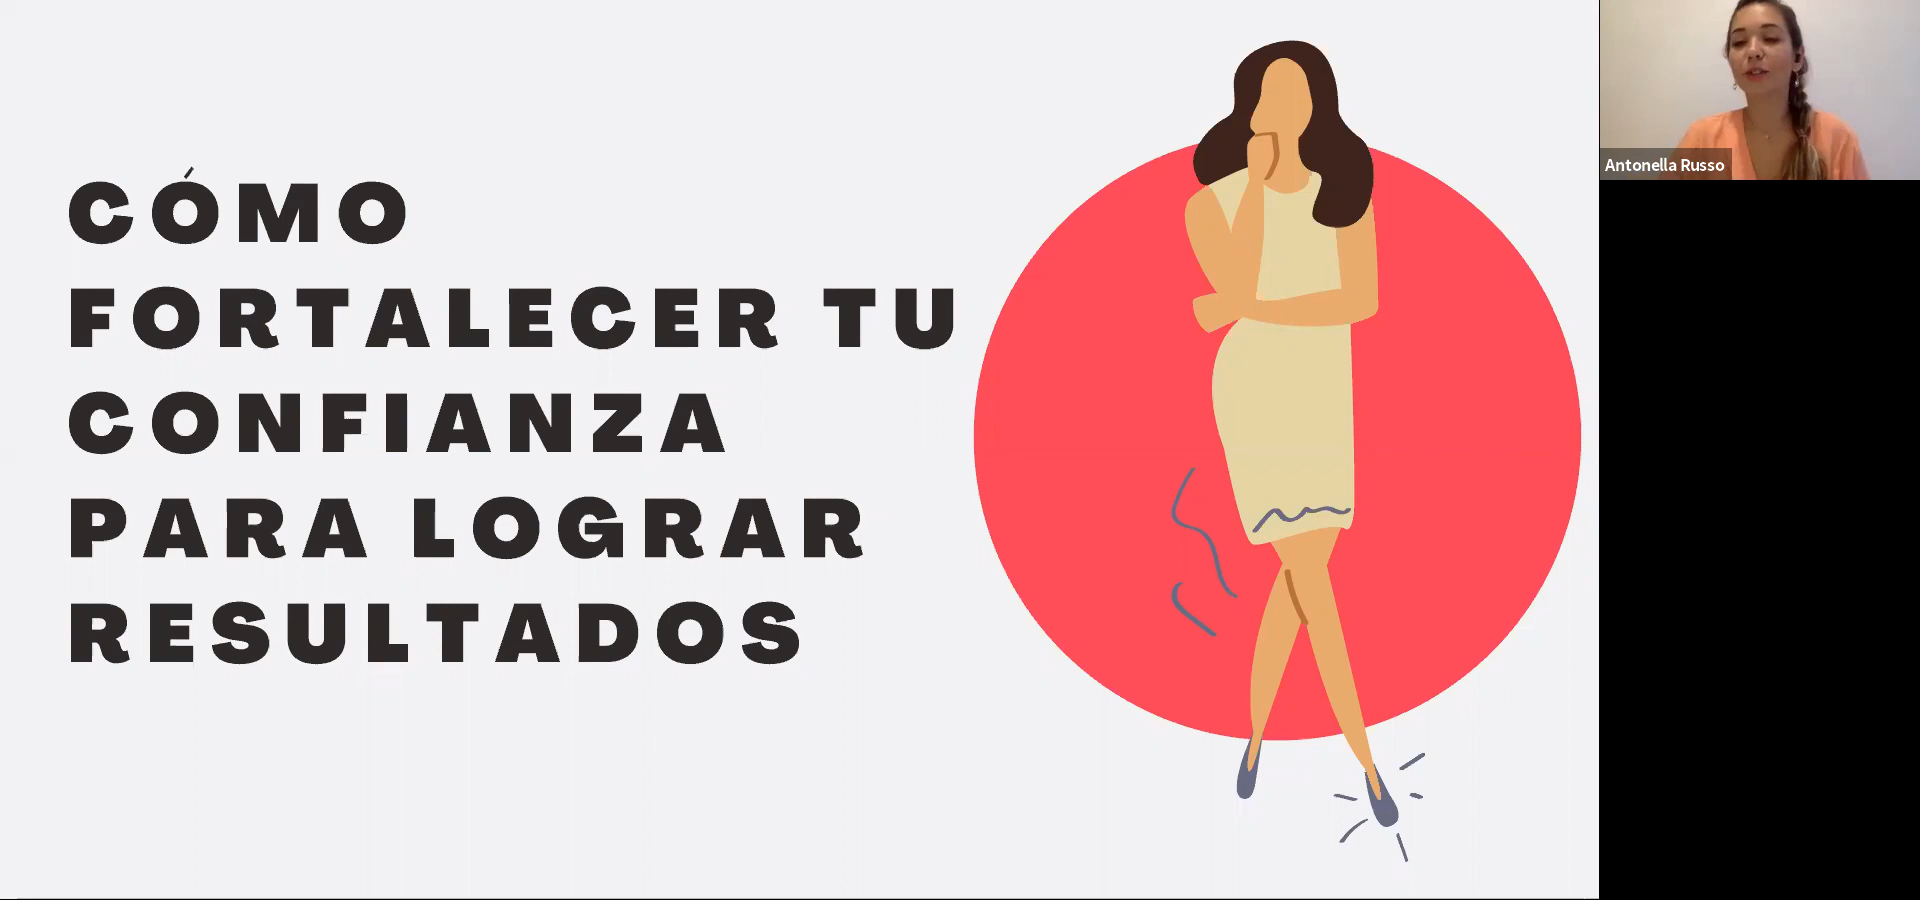 CÓMO
FORTALECER TU
CONFIANZA
PARA LOGRAR
RESULTADOS
Antonella Russo